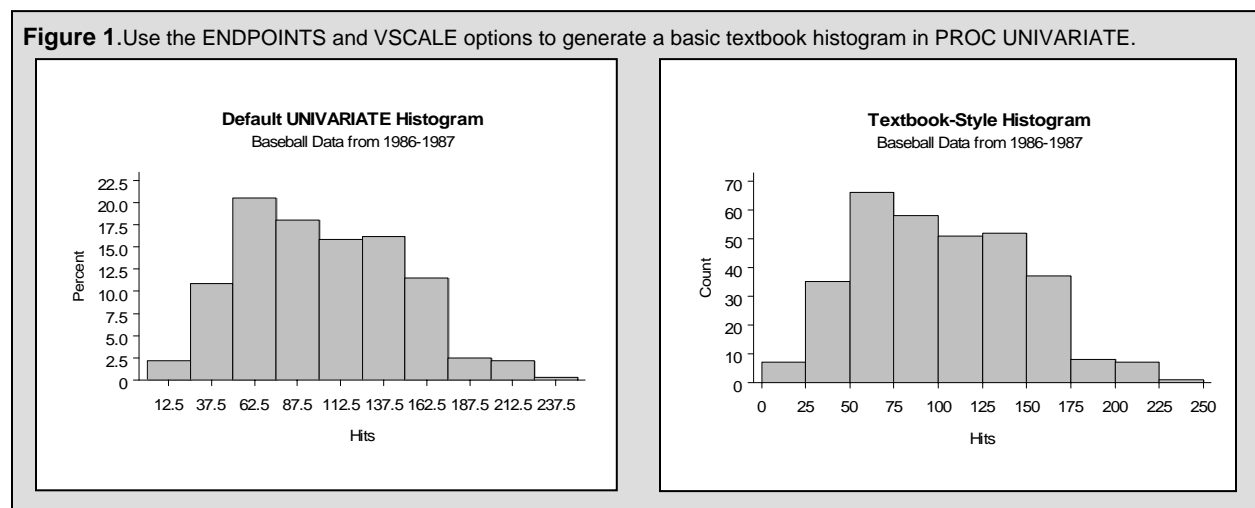 Figure 1.Use the ENDPOINTS and VSCALE options to generate a basic textbook histogram in PROC UNIVARIATE.
Default UNIVARIATE Histogram
Baseball Data from 1986-1987
22.5
20.0
17.5
15.0
12.5
10.0
7.5
5.0
2.5
0
Percent
12.5 37.5 62.5 87.5 112.5 137.5 162.5 187.5 212.5 237.5
Hits
Textbook-Style Histogram
Baseball Data from 1986-1987
70
60
50
40
30
20
10
0
Count
0 25 50 75 100 125 150 175 200 225 250
Hits